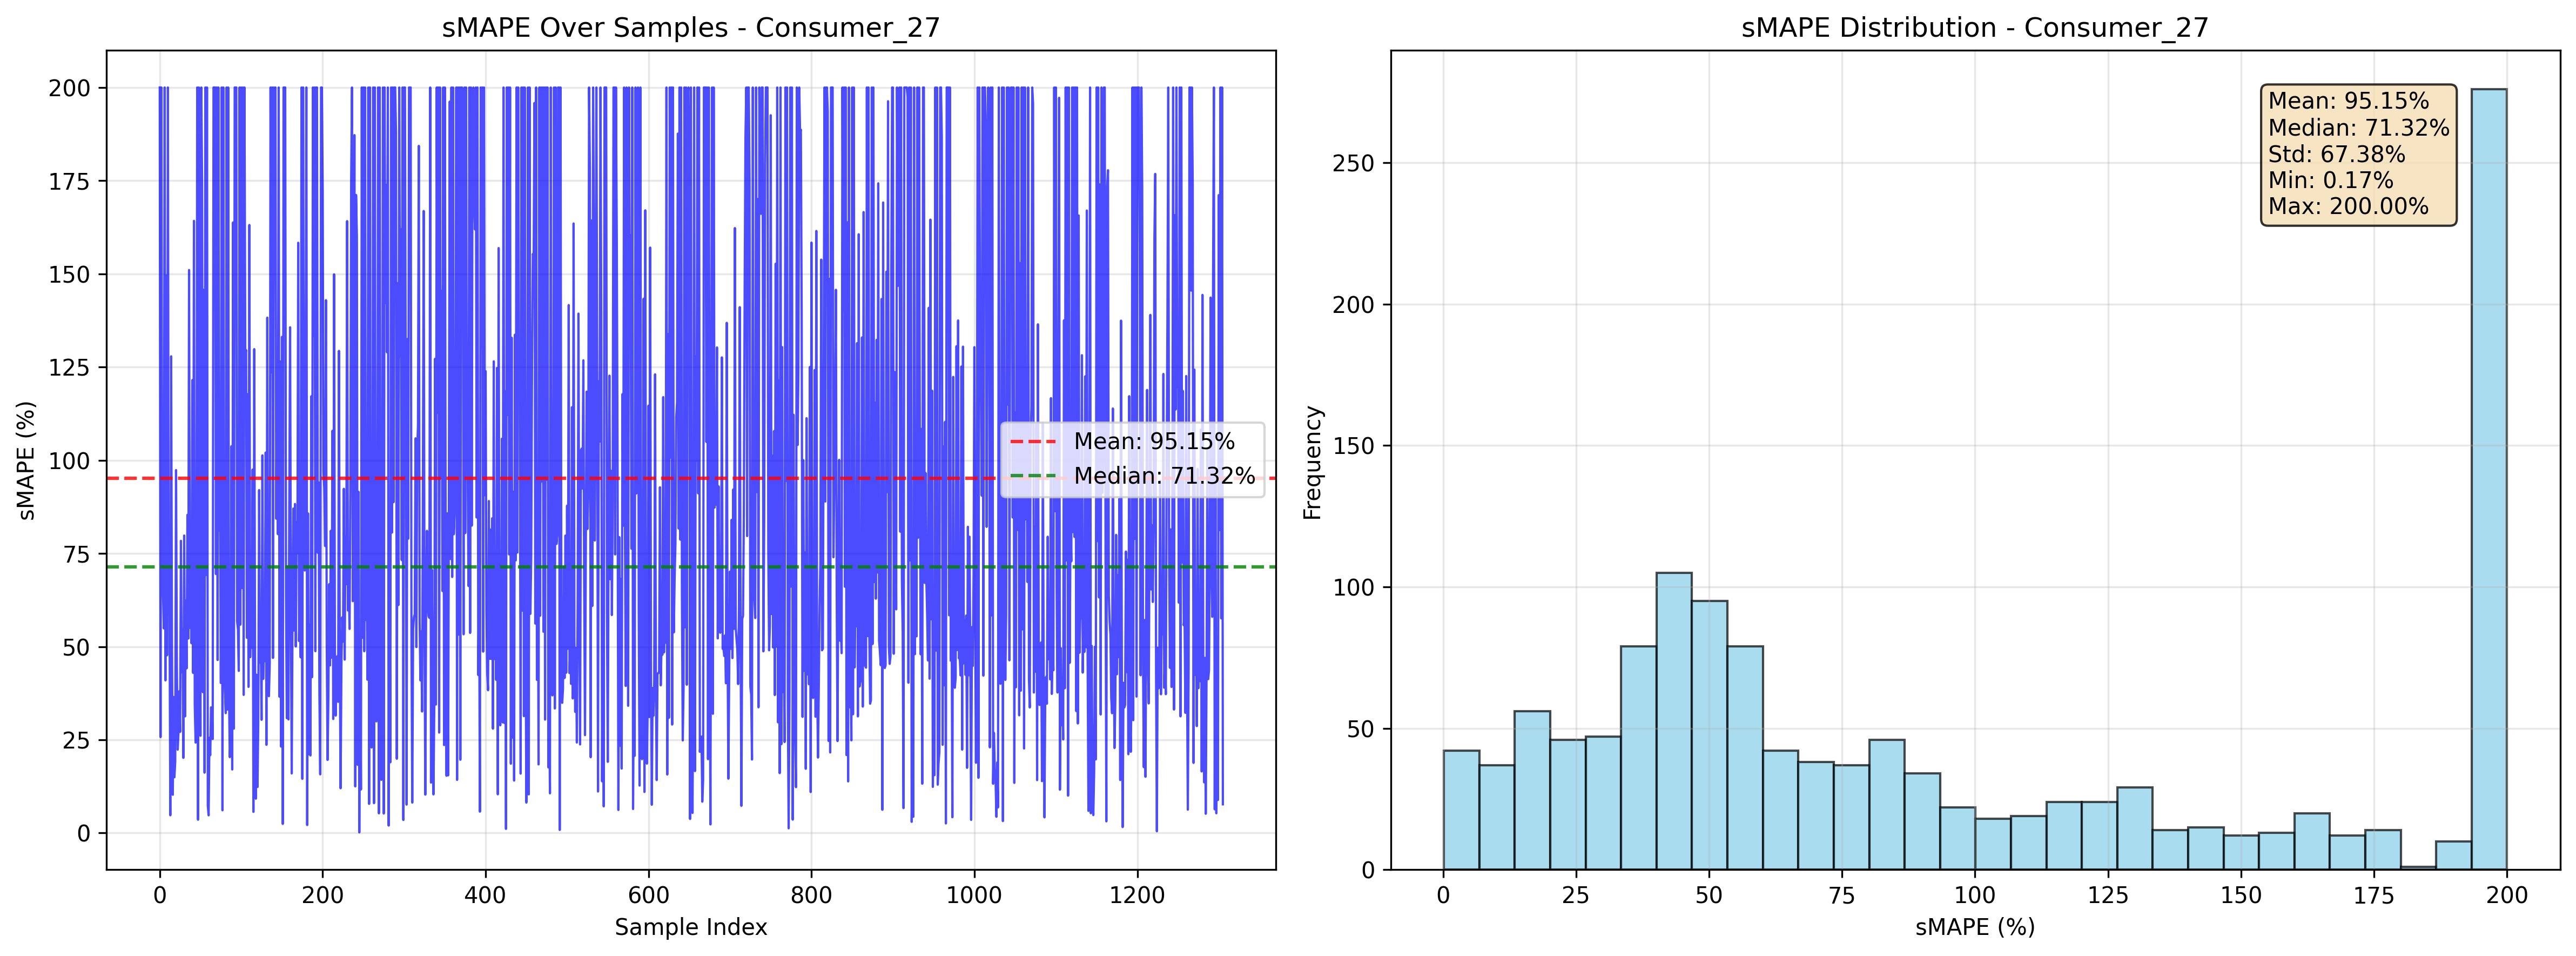 sMAPE Over Samples - Consumer_27
sMAPE (%)
200
175
150
125
100
75
50
25
0
Mean: 95.15%
Median: 71.32%
0 200 400 600 800 1000 1200
Sample Index
sMAPE Distribution - Consumer_27
Frequency
250
200
150
100
50
0
Mean: 95.15%
Median: 71.32%
Std: 67.38%
Min: 0.17%
Max: 200.00%
0 25 50 75 100 125 150 175 200
sMAPE (%)